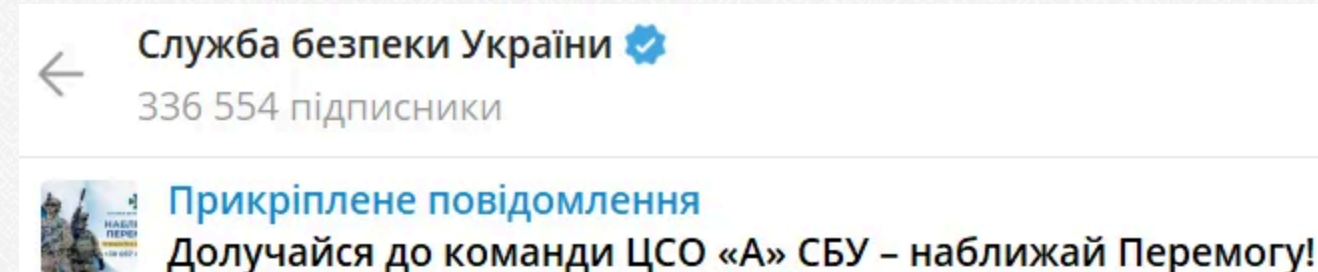 Служба безпеки України
336 554 підписники
Прикріплене повідомлення
Долучайся до команди ЦСО «А» СБУ – наближай Перемогу!